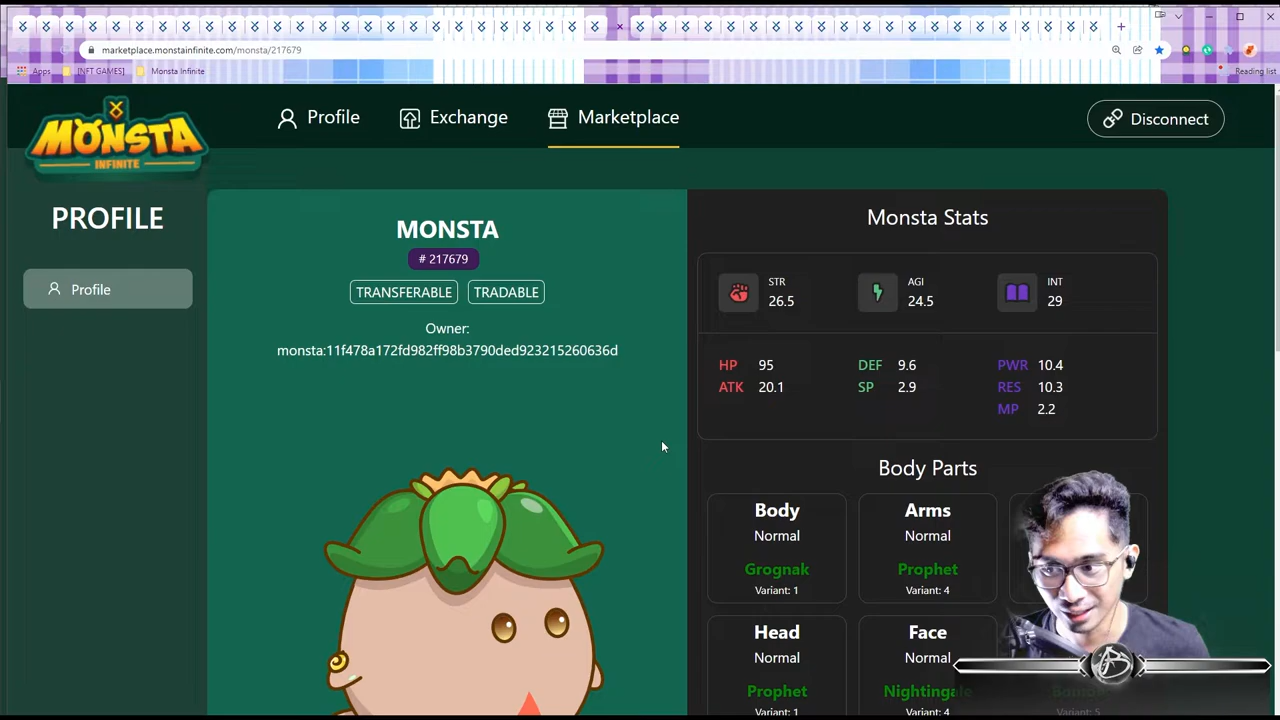 marketplace.monstainfinite.com/monsta/217679
Apps [NFT GAMES] Monsta Infinite Reading list
MONSTA
INFINITE
Profile Exchange Marketplace Disconnect
PROFILE
Profile
MONSTA
# 217679
TRANSFERABLE TRADABLE
Owner:
monsta:11f478a172fd982ff98b3790ded923215260636d
Monsta Stats
STR
26.5
AGI
24.5
INT
29
HP 95
ATK 20.1
DEF 9.6
SP 2.9
PWR 10.4
RES 10.3
MP 2.2
Body Parts
Body
Normal
Grognak
Variant: 1
Arms
Normal
Prophet
Variant: 4
Head
Normal
Prophet
Variant: 1
Face
Normal
Nightingale
Variant: 4
Variant: 5